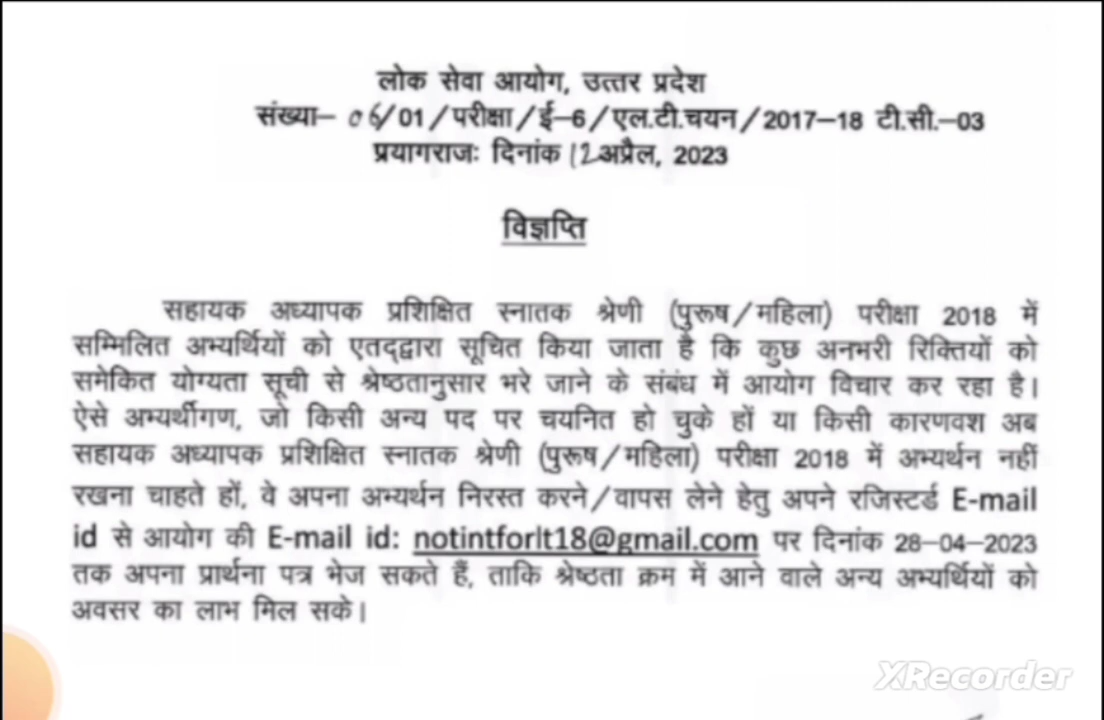 लोक सेवा आयोग, उत्तर प्रदेश
संख्या– 06/01/परीक्षा/ई–6/एल.टी.चयन/2017–18 टी.सी.–03
प्रयागराजः दिनांक 12अप्रैल, 2023
विज्ञप्ति
सहायक अध्यापक प्रशिक्षित स्नातक श्रेणी (पुरूष/महिला) परीक्षा 2018 में
सम्मिलित अभ्यर्थियों को एतद्द्वारा सूचित किया जाता है कि कुछ अनभरी रिक्तियों को
समेकित योग्यता सूची से श्रेष्ठतानुसार भरे जाने के संबंध में आयोग विचार कर रहा है।
ऐसे अभ्यर्थीगण, जो किसी अन्य पद पर चयनित हो चुके हों या किसी कारणवश अब
सहायक अध्यापक प्रशिक्षित स्नातक श्रेणी (पुरूष/महिला) परीक्षा 2018 में अभ्यर्थन नहीं
रखना चाहते हों, वे अपना अभ्यर्थन निरस्त करने/वापस लेने हेतु अपने रजिस्टर्ड E-mail
id से आयोग की E-mail id: notintforlt18@gmail.com पर दिनांक 28–04–2023
तक अपना प्रार्थना पत्र भेज सकते हैं, ताकि श्रेष्ठता क्रम में आने वाले अन्य अभ्यर्थियों को
अवसर का लाभ मिल सके।
XRecorder